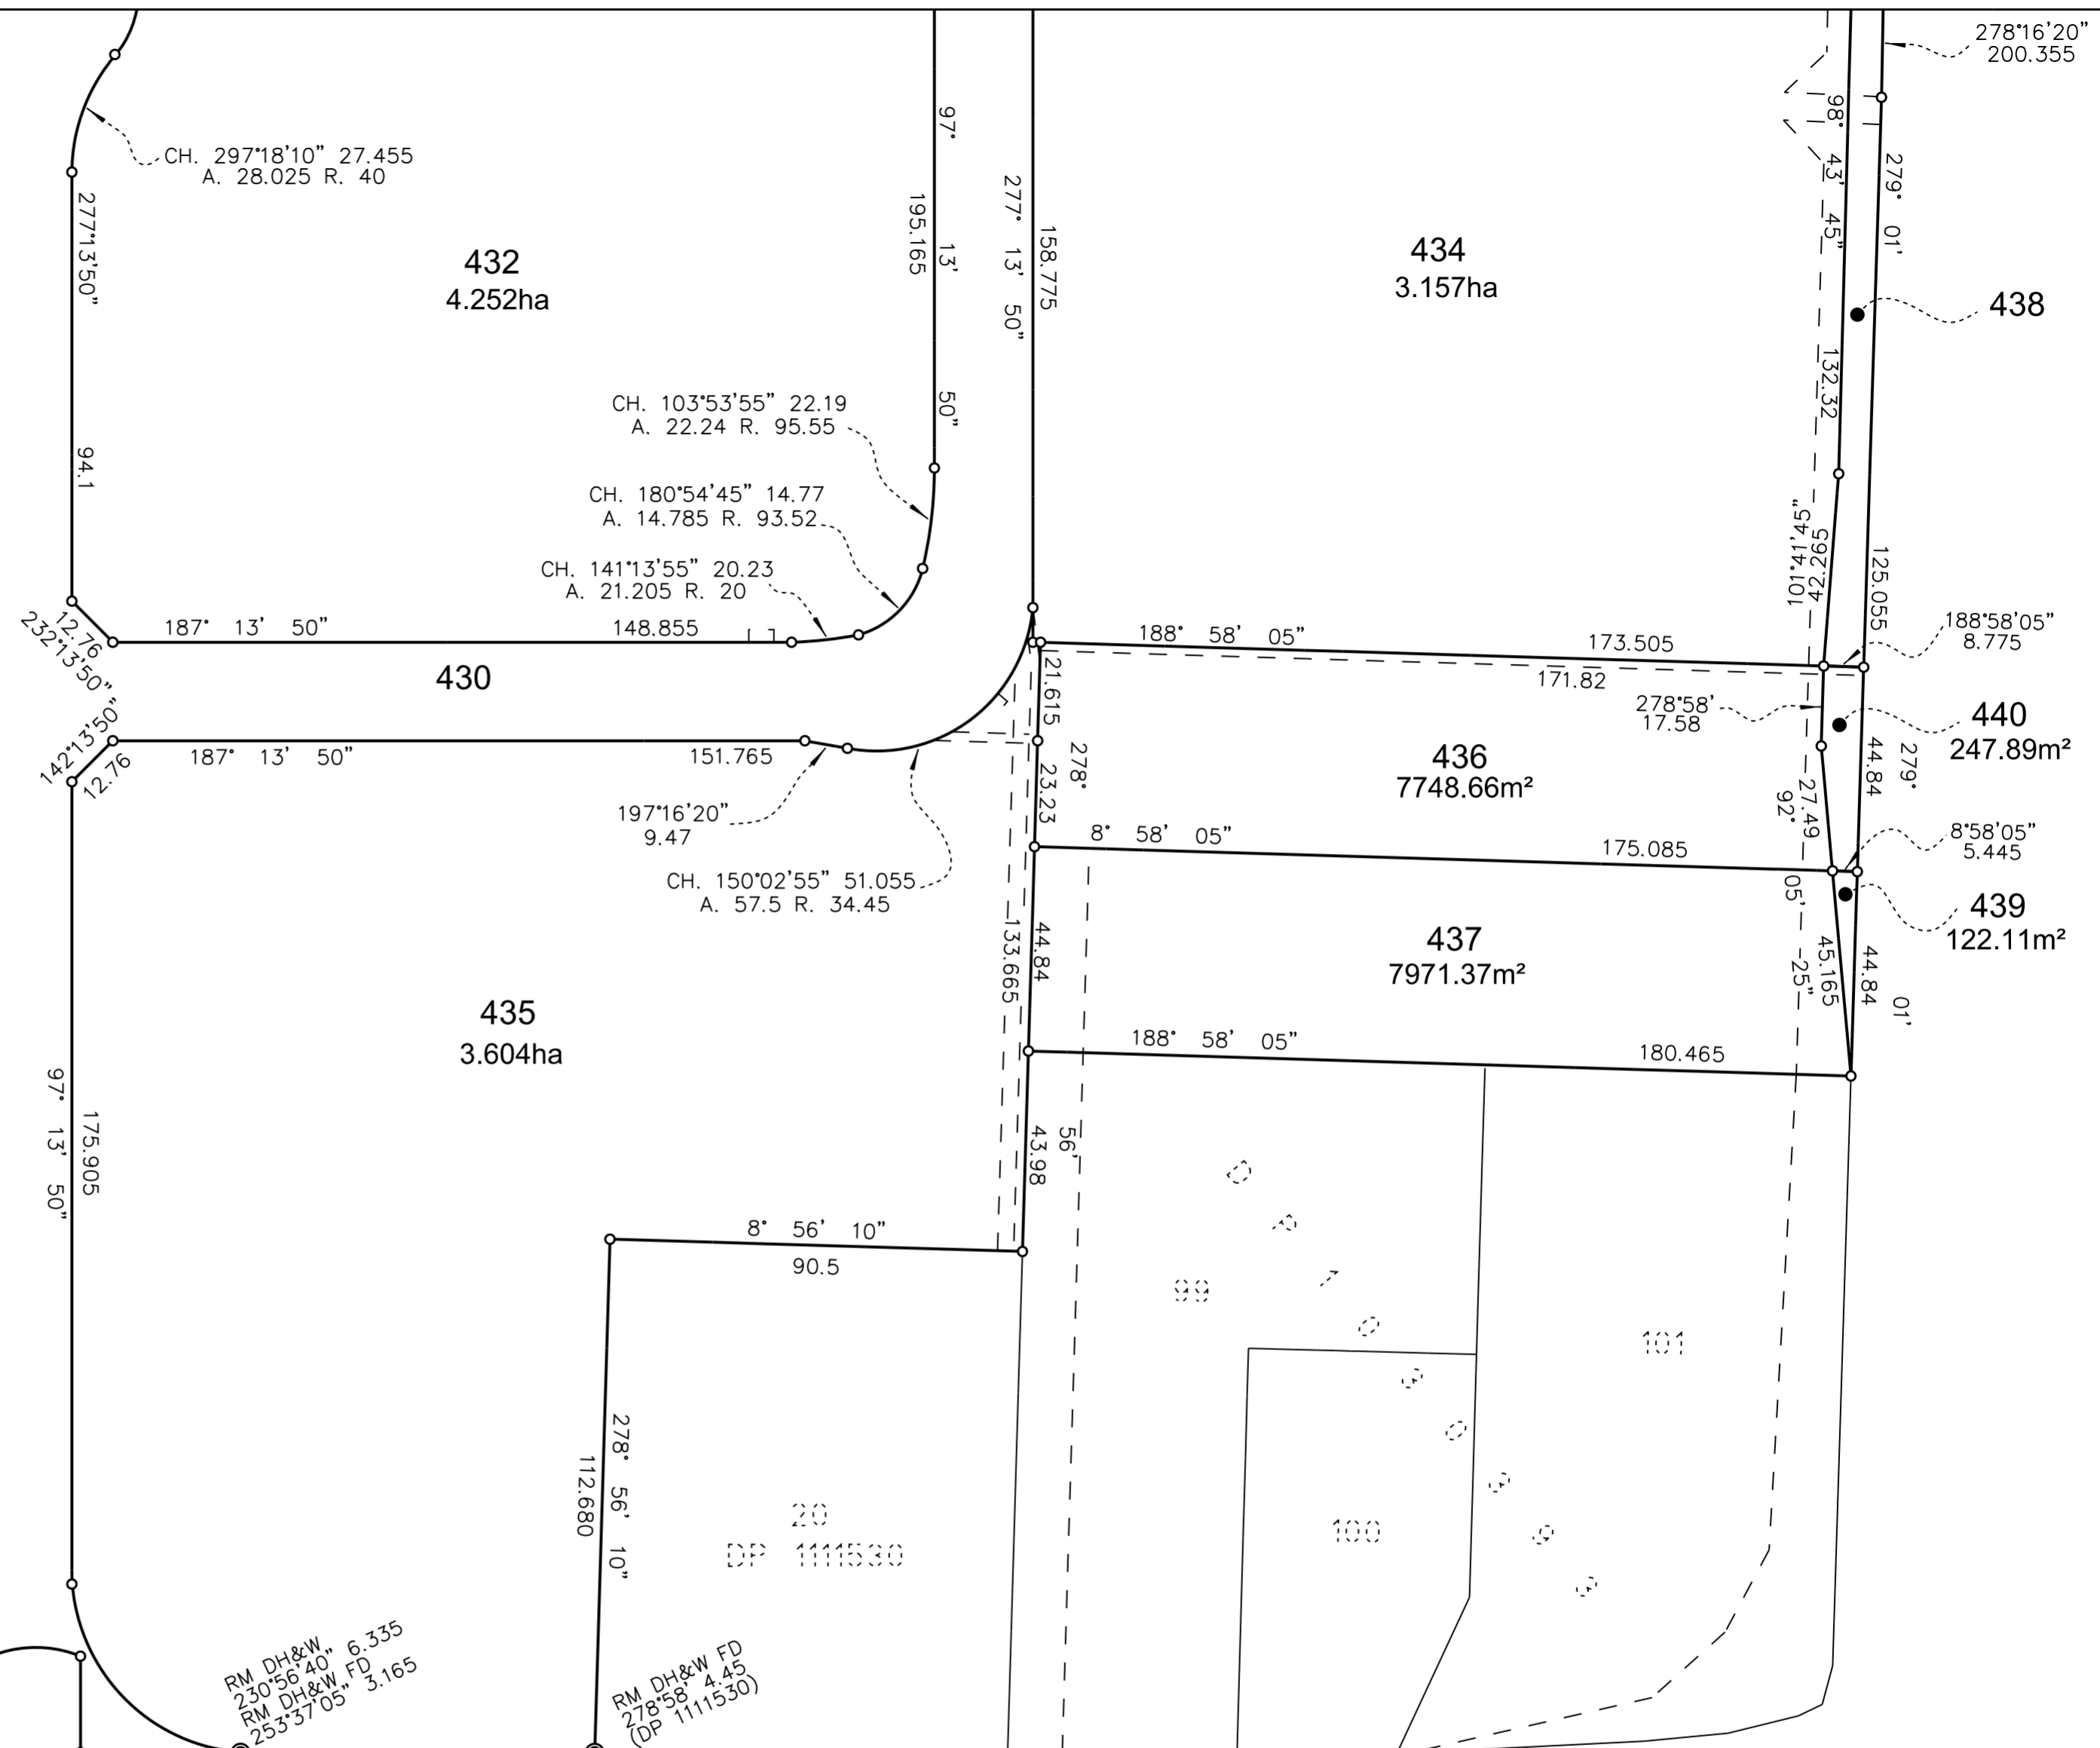 278°16'20"
200.355
CH. 297°18'10" 27.455
A. 28.025 R. 40
277°13'50"
94.1
432
4.252ha
97° 13' 50"
195.165
277° 13' 50"
158.775
434
3.157ha
98° 43' 45"
132.32
279° 01'
125.055
438
CH. 103°53'55" 22.19
A. 22.24 R. 95.55
CH. 180°54'45" 14.77
A. 14.785 R. 93.52
CH. 141°13'55" 20.23
A. 21.205 R. 20
101°41'45"
42.265
12.76
232°13'50"
187° 13' 50" 148.855
430
188° 58' 05" 173.505
171.82
188°58'05"
8.775
278°58'
17.58
440
247.89m²
142°13'50"
12.76
187° 13' 50" 151.765
21.615
23.23
278° 56'
436
7748.66m²
27.49
92° 05' 25"
44.84
279° 01'
197°16'20"
9.47
CH. 150°02'55" 51.055
A. 57.5 R. 34.45
8° 58' 05" 175.085
8°58'05"
5.445
439
122.11m²
133.665
44.84
437
7971.37m²
45.165
44.84
435
3.604ha
188° 58' 05" 180.465
97° 13' 50"
175.905
43.98
8° 56' 10"
90.5
99
DP 1030393
101
278° 56' 10"
112.680
20
DP 1111530
100
RM DH&W
230°56'40" 6.335
RM DH&W FD
253°37'05" 3.165
RM DH&W FD
278°58' 4.45
(DP 1111530)